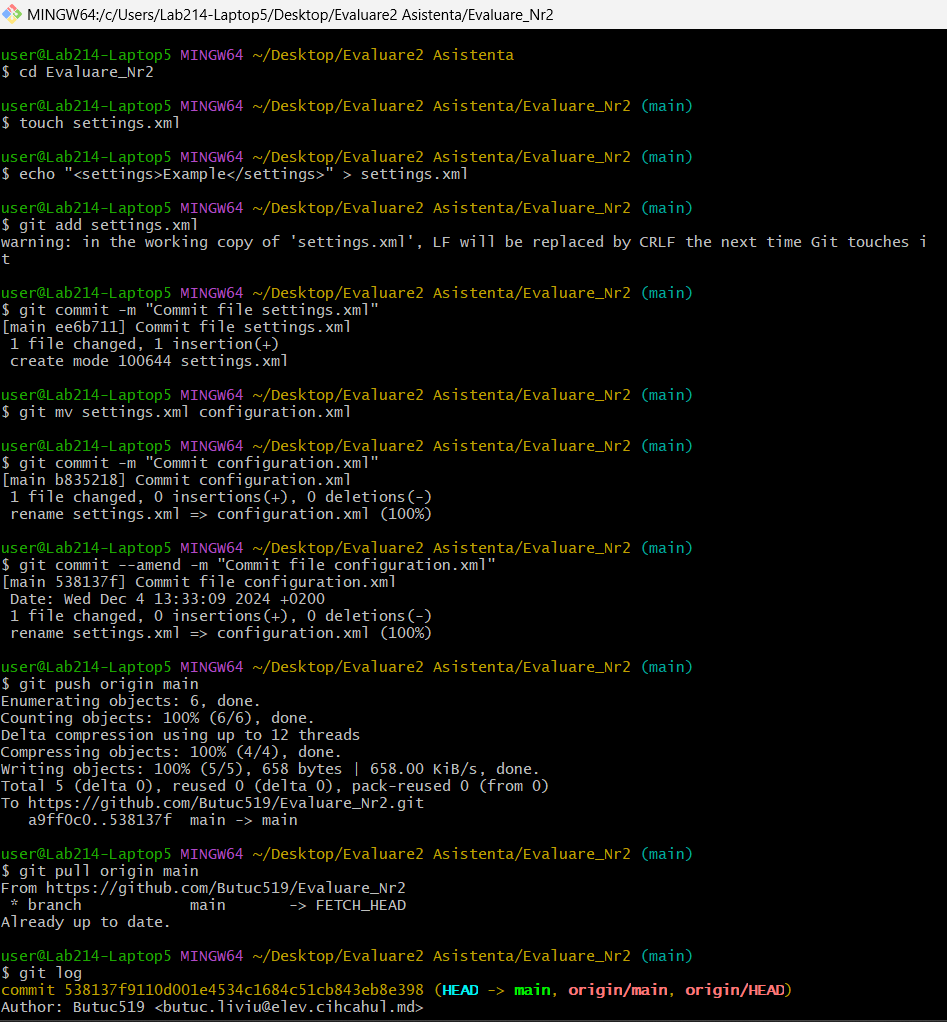 MINGW64:/c/Users/Lab214-Laptop5/Desktop/Evaluare2 Asistenta/Evaluare_Nr2
user@Lab214-Laptop5 MINGW64 ~/Desktop/Evaluare2 Asistenta
$ cd Evaluare_Nr2
user@Lab214-Laptop5 MINGW64 ~/Desktop/Evaluare2 Asistenta/Evaluare_Nr2 (main)
$ touch settings.xml
user@Lab214-Laptop5 MINGW64 ~/Desktop/Evaluare2 Asistenta/Evaluare_Nr2 (main)
$ echo "<settings>Example</settings>" > settings.xml
user@Lab214-Laptop5 MINGW64 ~/Desktop/Evaluare2 Asistenta/Evaluare_Nr2 (main)
$ git add settings.xml
warning: in the working copy of 'settings.xml', LF will be replaced by CRLF the next time Git touches i
t
user@Lab214-Laptop5 MINGW64 ~/Desktop/Evaluare2 Asistenta/Evaluare_Nr2 (main)
$ git commit -m "Commit file settings.xml"
[main ee6b711] Commit file settings.xml
 1 file changed, 1 insertion(+)
 create mode 100644 settings.xml
user@Lab214-Laptop5 MINGW64 ~/Desktop/Evaluare2 Asistenta/Evaluare_Nr2 (main)
$ git mv settings.xml configuration.xml
user@Lab214-Laptop5 MINGW64 ~/Desktop/Evaluare2 Asistenta/Evaluare_Nr2 (main)
$ git commit -m "Commit configuration.xml"
[main b835218] Commit configuration.xml
 1 file changed, 0 insertions(+), 0 deletions(-)
 rename settings.xml => configuration.xml (100%)
user@Lab214-Laptop5 MINGW64 ~/Desktop/Evaluare2 Asistenta/Evaluare_Nr2 (main)
$ git commit --amend -m "Commit file configuration.xml"
[main 538137f] Commit file configuration.xml
 Date: Wed Dec 4 13:33:09 2024 +0200
 1 file changed, 0 insertions(+), 0 deletions(-)
 rename settings.xml => configuration.xml (100%)
user@Lab214-Laptop5 MINGW64 ~/Desktop/Evaluare2 Asistenta/Evaluare_Nr2 (main)
$ git push origin main
Enumerating objects: 6, done.
Counting objects: 100% (6/6), done.
Delta compression using up to 12 threads
Compressing objects: 100% (4/4), done.
Writing objects: 100% (5/5), 658 bytes | 658.00 KiB/s, done.
Total 5 (delta 0), reused 0 (delta 0), pack-reused 0 (from 0)
To https://github.com/Butuc519/Evaluare_Nr2.git
   a9ff0c0..538137f  main -> main
user@Lab214-Laptop5 MINGW64 ~/Desktop/Evaluare2 Asistenta/Evaluare_Nr2 (main)
$ git pull origin main
From https://github.com/Butuc519/Evaluare_Nr2
 * branch            main       -> FETCH_HEAD
Already up to date.
user@Lab214-Laptop5 MINGW64 ~/Desktop/Evaluare2 Asistenta/Evaluare_Nr2 (main)
$ git log
commit 538137f9110d001e4534c1684c51cb843eb8e398 (HEAD -> main, origin/main, origin/HEAD)
Author: Butuc519 <butuc.liviu@elev.cihcahul.md>